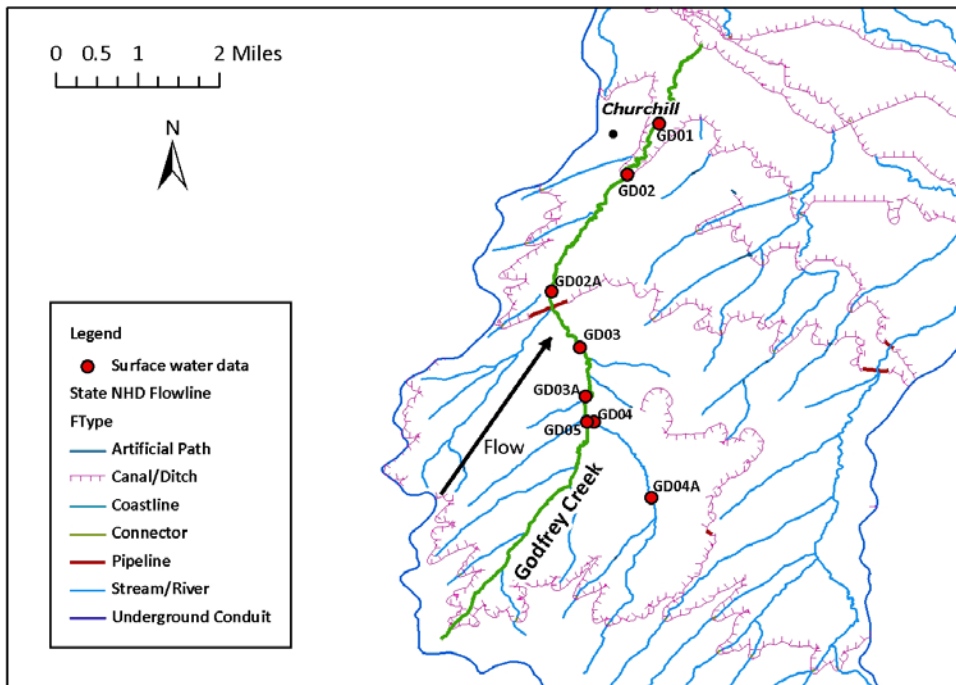 0 0.5 1 2 Miles
N
Churchill
GD01
GD02
GD02A
GD03
GD03A
GD04
GD05
Flow
GD04A
Godfrey Creek
Legend
Surface water data
State NHD Flowline
FType
Artificial Path
Canal/Ditch
Coastline
Connector
Pipeline
Stream/River
Underground Conduit